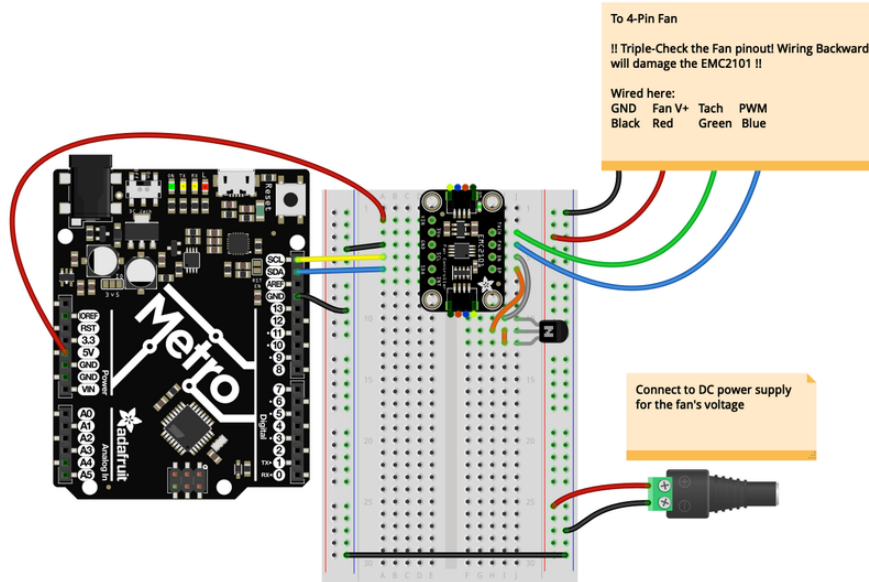 To 4-Pin Fan
!! Triple-Check the Fan pinout! Wiring Backward
will damage the EMC2101 !!
Wired here:
GND Fan V+ Tach PWM
Black Red Green Blue
Reset
ON TX RX L
SCL
SDA
AREF
GND
13
12
11
10
9
8
7
6
5
4
3
2
TX 1
RX 0
Digital
IOREF
RST
3.3
5V
GND
GND
VIN
Power
3V5
Metro
A0
A1
A2
A3
A4
A5
Analog In
adafruit
EMC2101
A B C D E
F G H I J
1
10
15
20
25
30
N
Connect to DC power supply
for the fan's voltage
+
-